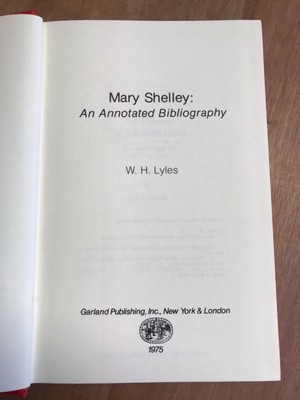 Mary Shelley:
An Annotated Bibliography
W. H. Lyles
Garland Publishing, Inc., New York & London
1975